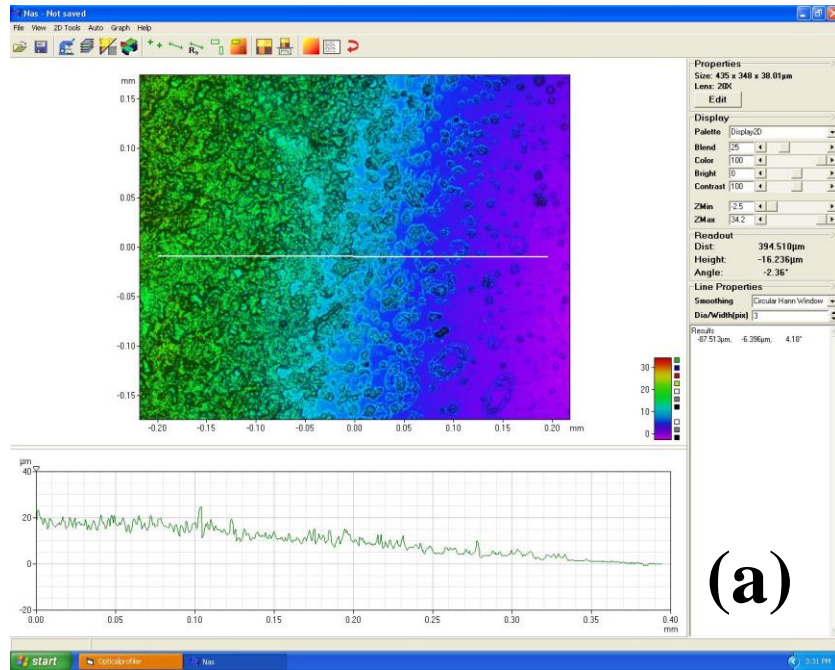 Nas - Not saved
File View 2D Tools Auto Graph Help
mm
0.15
0.10
0.05
0.00
-0.05
-0.10
-0.15
-0.20 -0.15 -0.10 -0.05 0.00 0.05 0.10 0.15 0.20 mm
30
20
10
0
Properties
Size: 435 x 348 x 38.01µm
Lens: 20X
Edit
Display
Palette Display2D
Blend 25
Color 100
Bright 0
Contrast 100
ZMin -2.5
ZMax 34.2
Readout
Dist: 394.510µm
Height: -16.236µm
Angle: -2.36°
Line Properties
Smoothing Circular Hann Window
Dia/Width(pix) 3
Results
-87.513µm, -6.396µm, 4.18°
µm
40
20
0
-20
0.00 0.05 0.10 0.15 0.20 0.25 0.30 0.35 0.40
mm
(a)
start Opticalprofiler Nas 3:31 PM